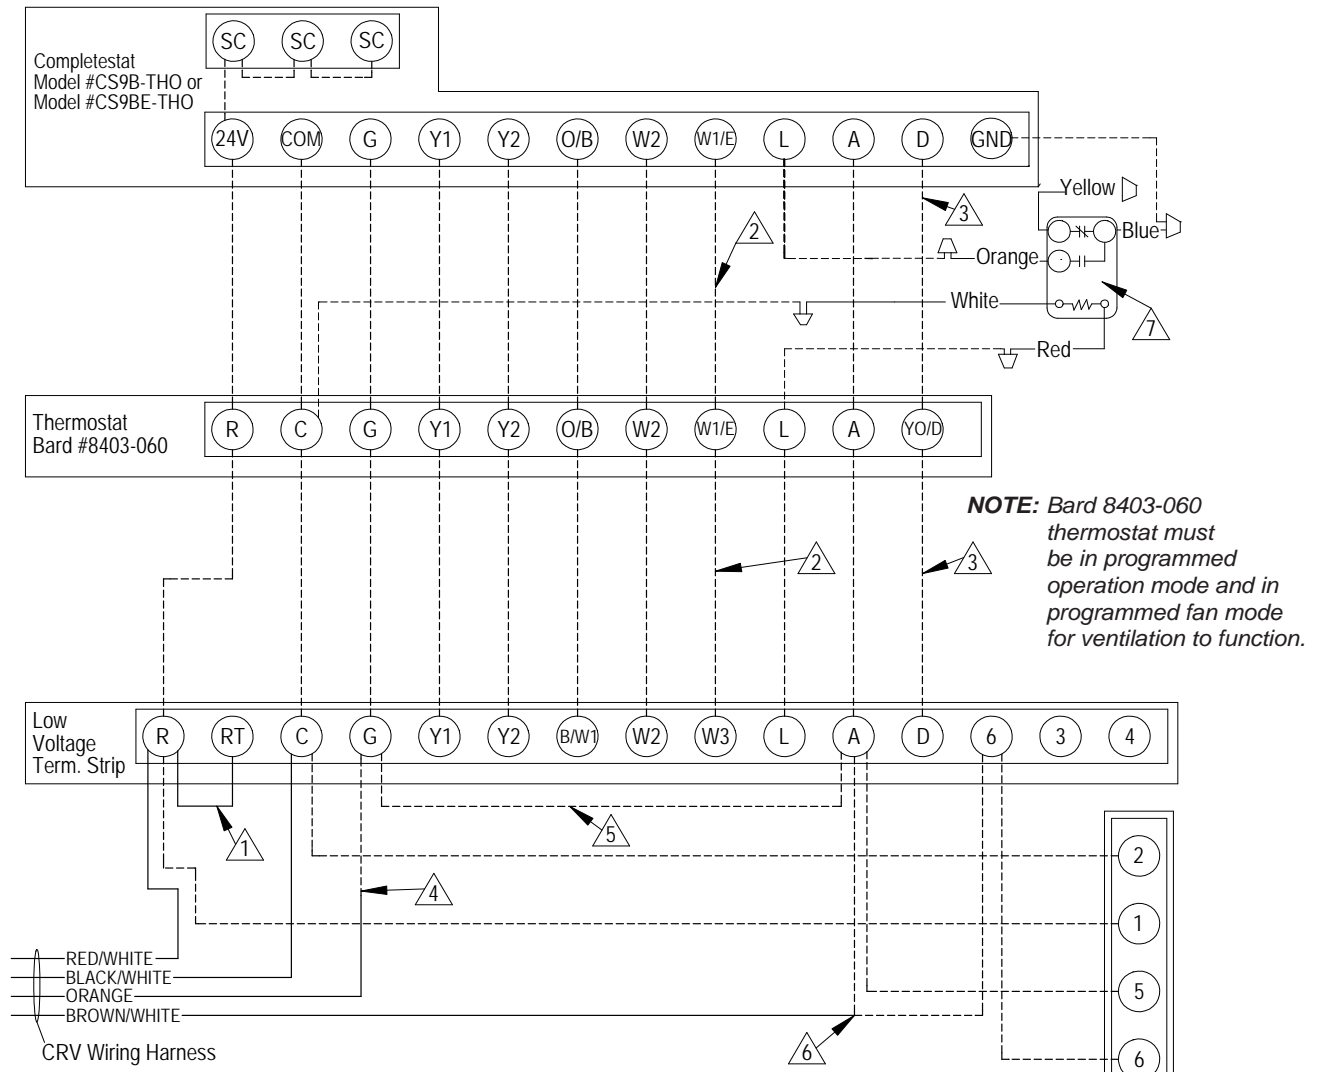 SC SC SC
Completestat
Model #CS9B-THO or
Model #CS9BE-THO
24V COM G Y1 Y2 O/B W2 W1/E L A D GND
Yellow
3
2
Blue
Orange
White
7
Red
Thermostat
Bard #8403-060
R C G Y1 Y2 O/B W2 W1/E L A YO/D
NOTE: Bard 8403-060
thermostat must
be in programmed
operation mode and in
programmed fan mode
for ventilation to function.
2
3
Low
Voltage
Term. Strip
R RT C G Y1 Y2 B/W1 W2 W3 L A D 6 3 4
1
5
2
4
1
RED/WHITE
BLACK/WHITE
ORANGE
BROWN/WHITE
5
CRV Wiring Harness
6
6